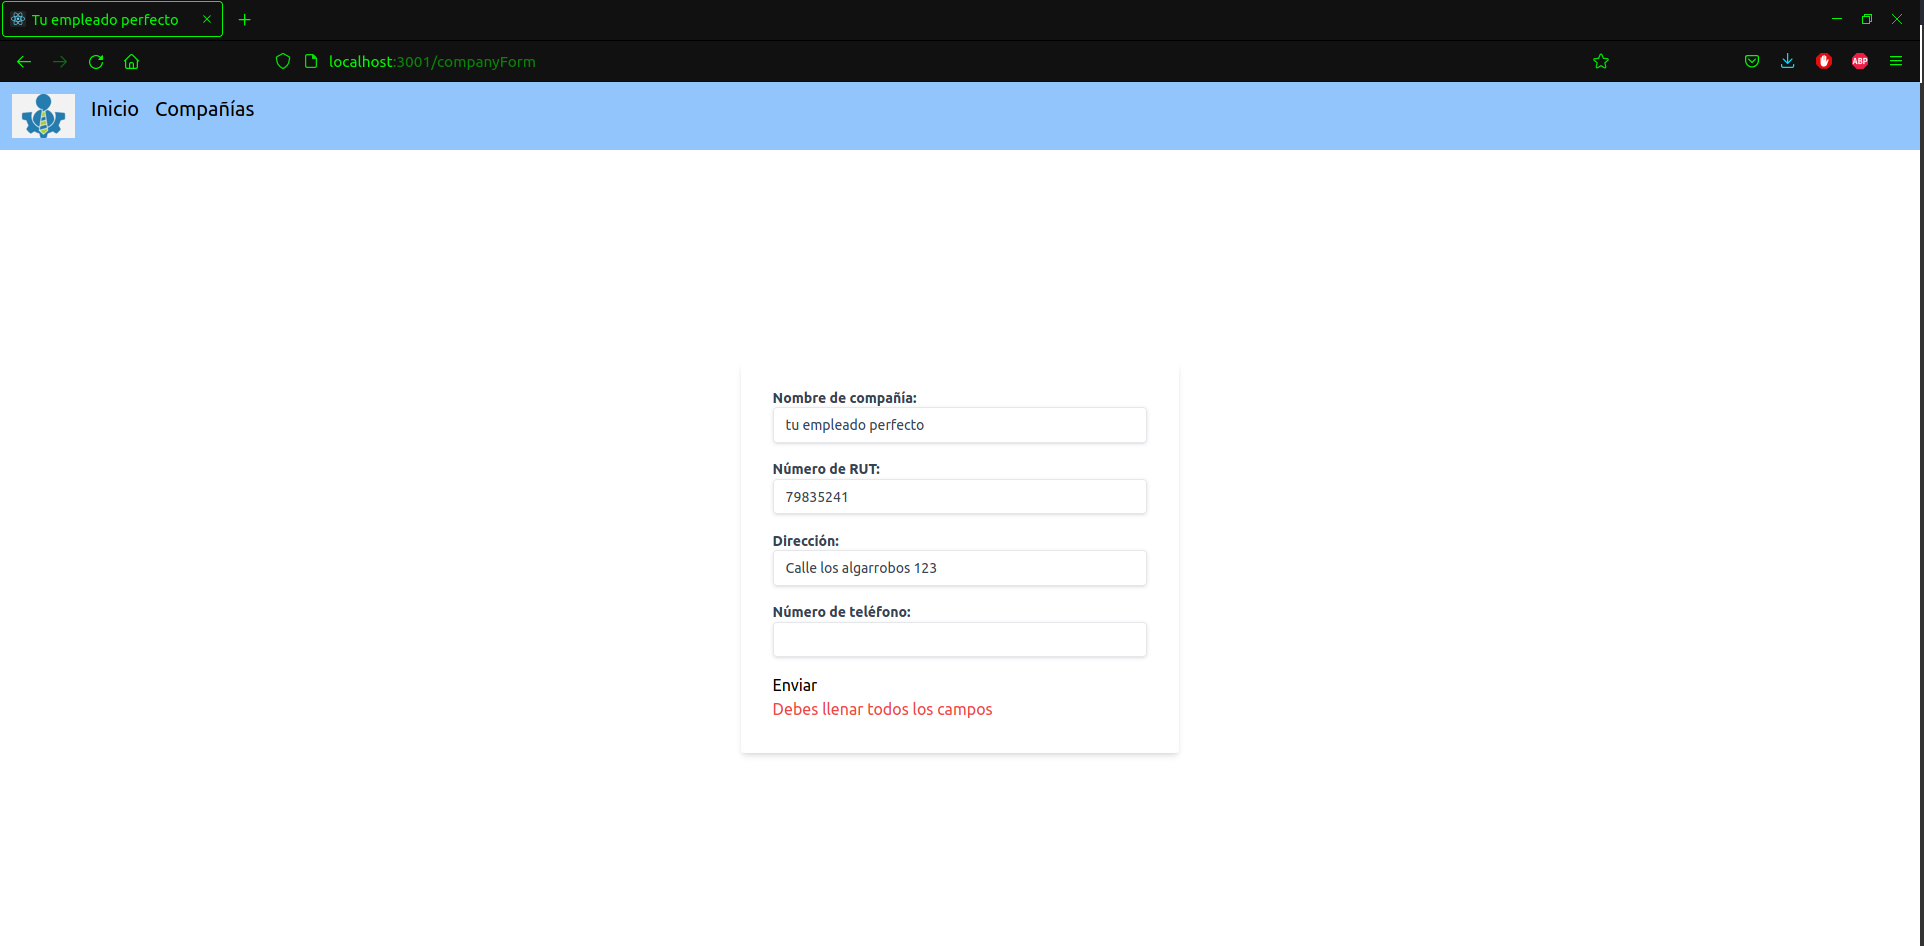 Tu empleado perfecto
localhost:3001/companyForm
ABP
Inicio Compañías
Nombre de compañía:
tu empleado perfecto
Número de RUT:
79835241
Dirección:
Calle los algarrobos 123
Número de teléfono:
Enviar
Debes llenar todos los campos